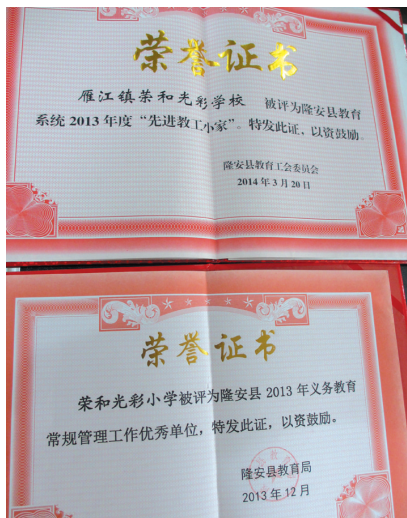 荣誉证书
雁江镇荣和光彩学校 被评为隆安县教育
系统2013年度“先进教工小家”。特发此证，以资鼓励。
隆安县教育工会委员会
2014年3月20日
荣誉证书
荣和光彩小学被评为隆安县2013年义务教育
常规管理工作优秀单位，特发此证，以资鼓励。
隆安县教育局
2013年12月